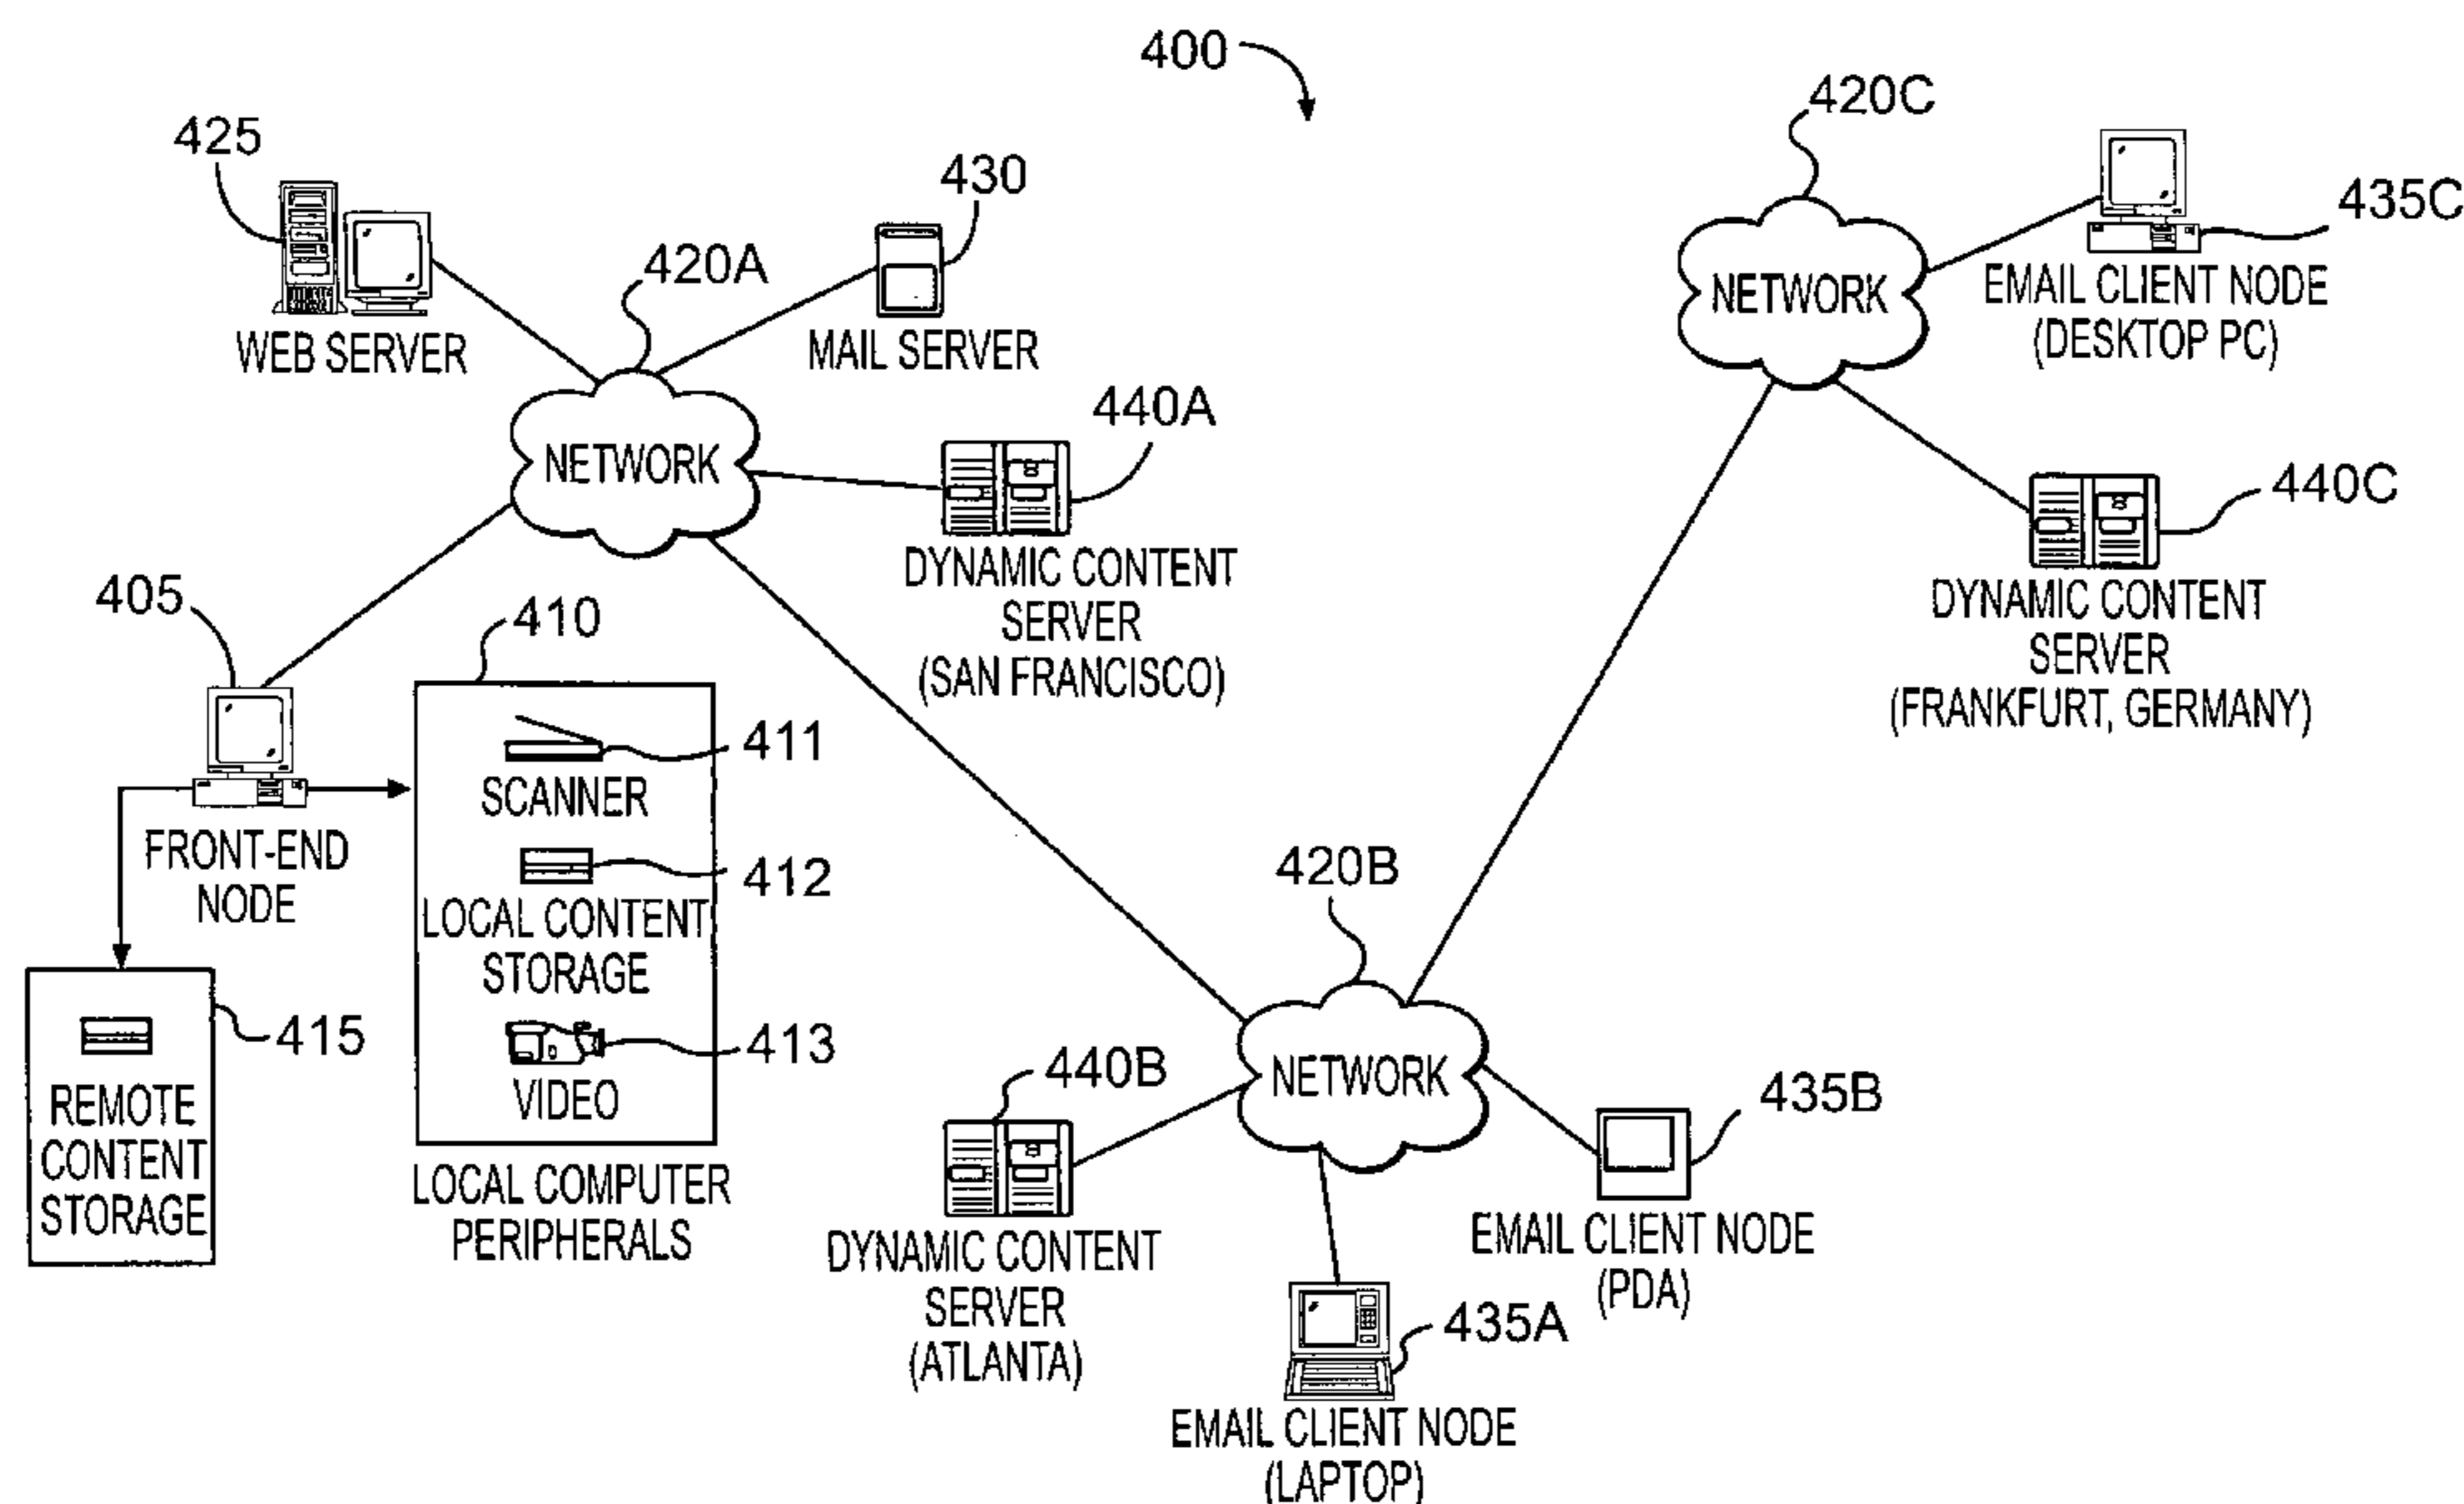 400
420C
425
430
435C
420A
NETWORK
EMAIL CLIENT NODE
(DESKTOP PC)
WEB SERVER
MAIL SERVER
440A
NETWORK
440C
DYNAMIC CONTENT
SERVER
(SAN FRANCISCO)
DYNAMIC CONTENT
SERVER
(FRANKFURT, GERMANY)
405
410
411
SCANNER
FRONT-END
NODE
412
LOCAL CONTENT
STORAGE
420B
415
413
VIDEO
440B
NETWORK
435B
REMOTE
CONTENT
STORAGE
LOCAL COMPUTER
PERIPHERALS
DYNAMIC CONTENT
SERVER
(ATLANTA)
EMAIL CLIENT NODE
(PDA)
435A
EMAIL CLIENT NODE
(LAPTOP)